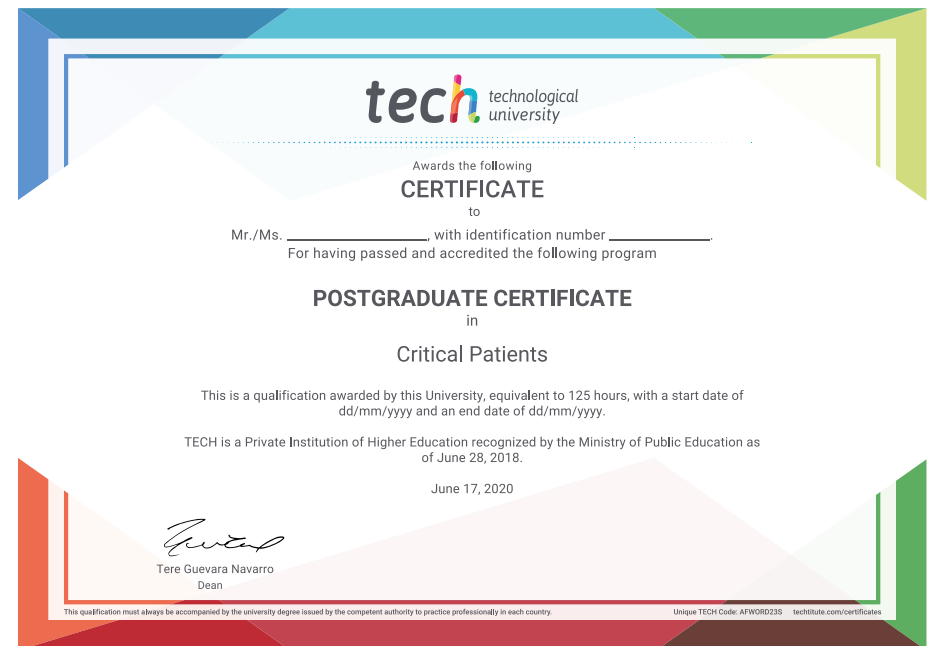 tech technological
university
Awards the following
CERTIFICATE
to
Mr./Ms. ____________________, with identification number ______________.
For having passed and accredited the following program
POSTGRADUATE CERTIFICATE
in
Critical Patients
This is a qualification awarded by this University, equivalent to 125 hours, with a start date of
dd/mm/yyyy and an end date of dd/mm/yyyy.
TECH is a Private Institution of Higher Education recognized by the Ministry of Public Education as
of June 28, 2018.
June 17, 2020
Tere Guevara Navarro
Dean
This qualification must always be accompanied by the university degree issued by the competent authority to practice professionally in each country.
Unique TECH Code: AFWORD23S techtitute.com/certificates